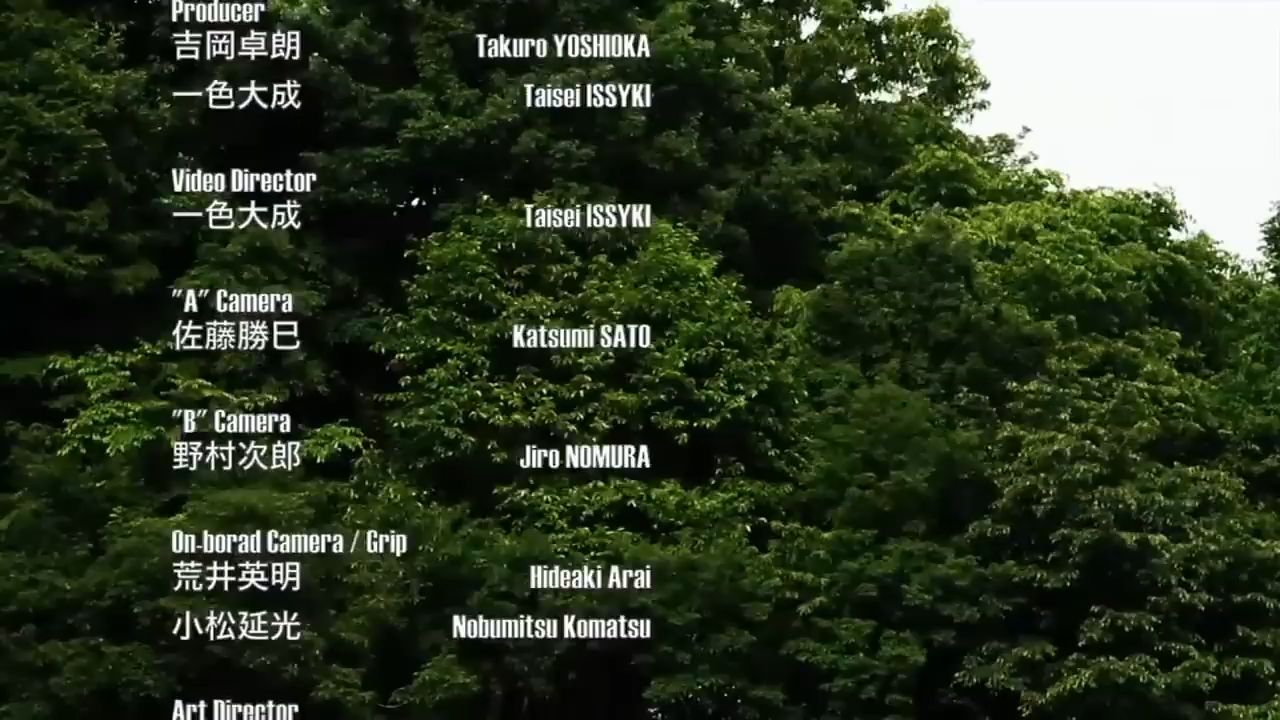 Producer
吉岡卓朗 Takuro YOSHIOKA
一色大成 Taisei ISSYKI
Video Director
一色大成 Taisei ISSYKI
"A" Camera
佐藤勝巳 Katsumi SATO
"B" Camera
野村次郎 Jiro NOMURA
On-borad Camera / Grip
荒井英明 Hideaki Arai
小松延光 Nobumitsu Komatsu
Art Director